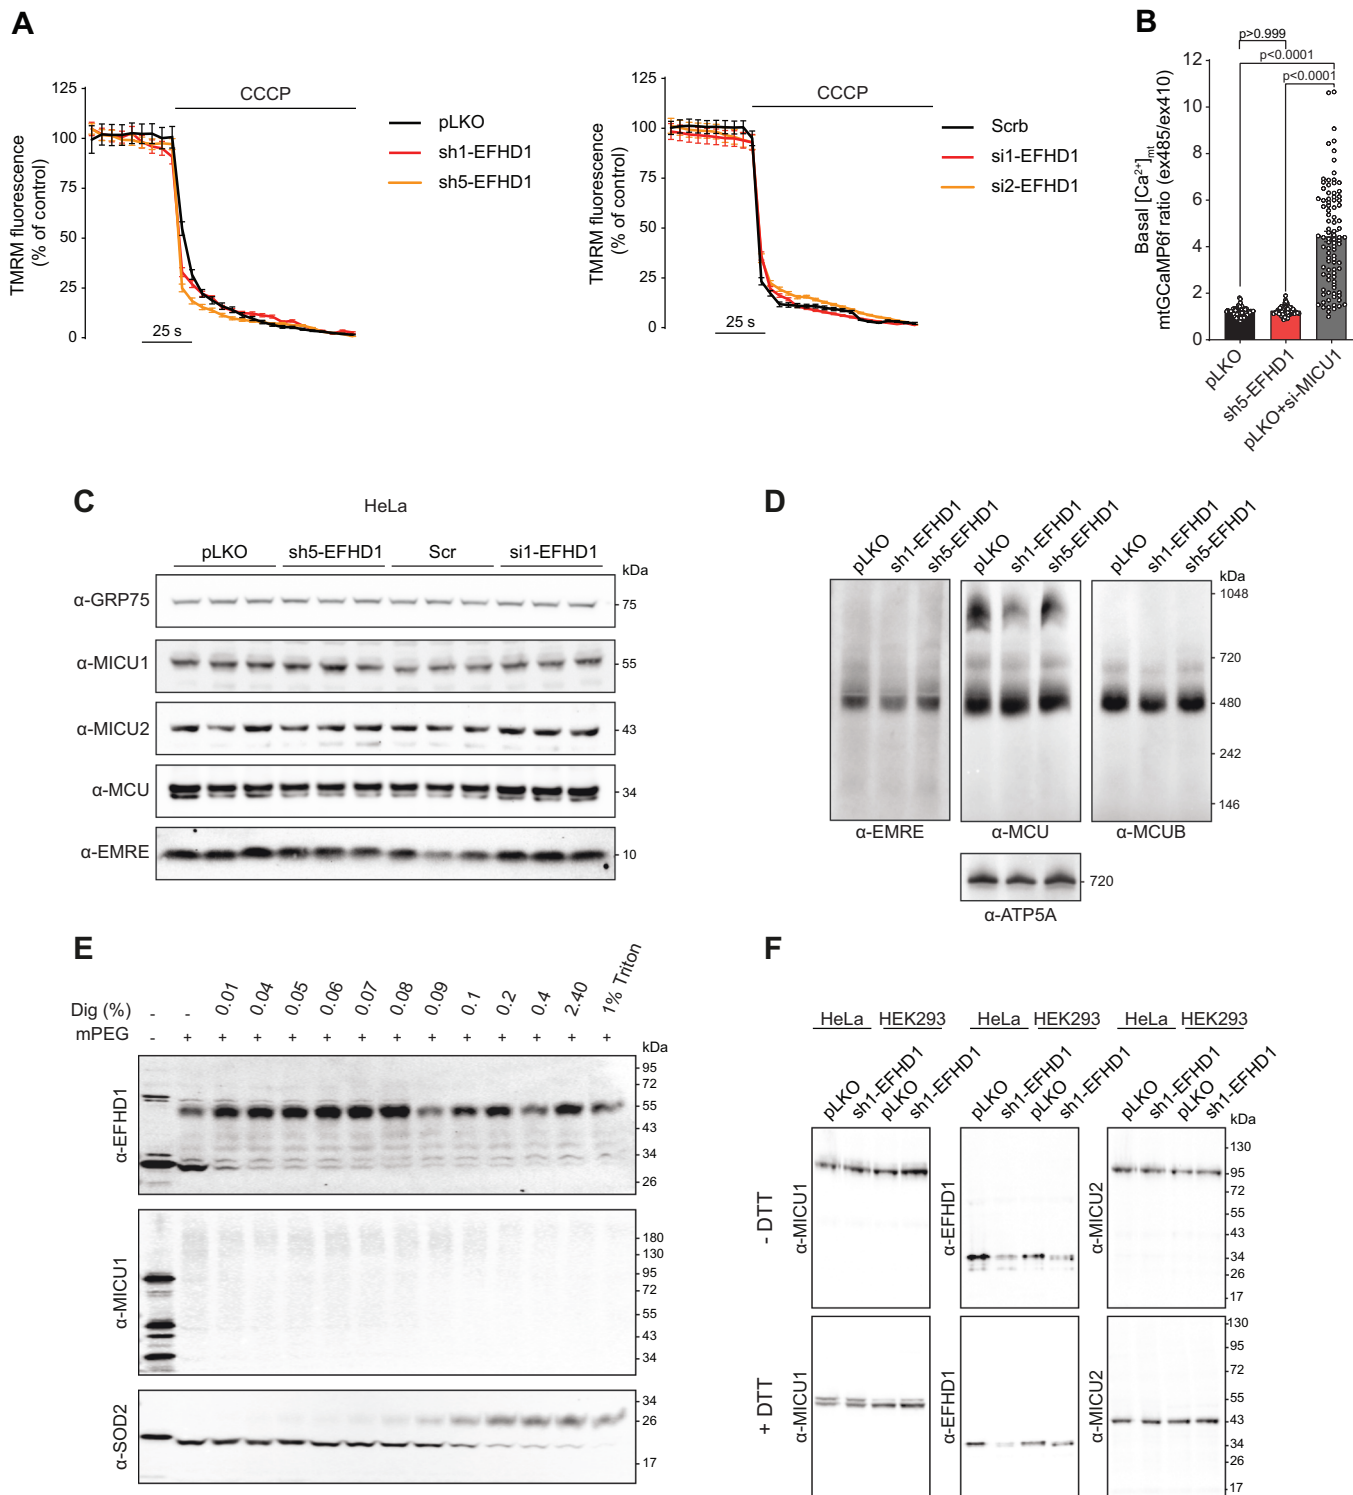 A
125
100
75
50
25
0
TMRM fluorescence
(% of control)
CCCP
25 s
pLKO
sh1-EFHD1
sh5-EFHD1
125
100
75
50
25
0
TMRM fluorescence
(% of control)
CCCP
25 s
Scrb
si1-EFHD1
si2-EFHD1
B
p>0.999
p<0.0001
p<0.0001
12
10
8
6
4
2
0
Basal [Ca²⁺]mt
mtGCaMP6f ratio (ex485/ex410)
pLKO
sh5-EFHD1
pLKO+si-MICU1
C
HeLa
pLKO sh5-EFHD1 Scr si1-EFHD1
kDa
α-GRP75 75
α-MICU1 55
α-MICU2 43
α-MCU 34
α-EMRE 10
D
pLKO sh1-EFHD1 sh5-EFHD1 pLKO sh1-EFHD1 sh5-EFHD1 pLKO sh1-EFHD1 sh5-EFHD1
kDa
1048
720
480
242
146
α-EMRE α-MCU α-MCUB
720
α-ATP5A
E
Dig (%) - - 0.01 0.04 0.05 0.06 0.07 0.08 0.09 0.1 0.2 0.4 2.40 1% Triton
mPEG - + + + + + + + + + + + + +
kDa
α-EFHD1
95
72
55
43
34
26
α-MICU1
180
130
95
72
55
43
34
α-SOD2
34
26
17
F
HeLa HEK293 HeLa HEK293 HeLa HEK293
pLKO sh1-EFHD1 pLKO sh1-EFHD1 pLKO sh1-EFHD1 pLKO sh1-EFHD1 pLKO sh1-EFHD1 pLKO sh1-EFHD1
kDa
- DTT
α-MICU1
α-EFHD1
α-MICU2
130
95
72
55
43
34
26
17
+ DTT
α-MICU1
α-EFHD1
α-MICU2
130
95
72
55
43
34
26
17